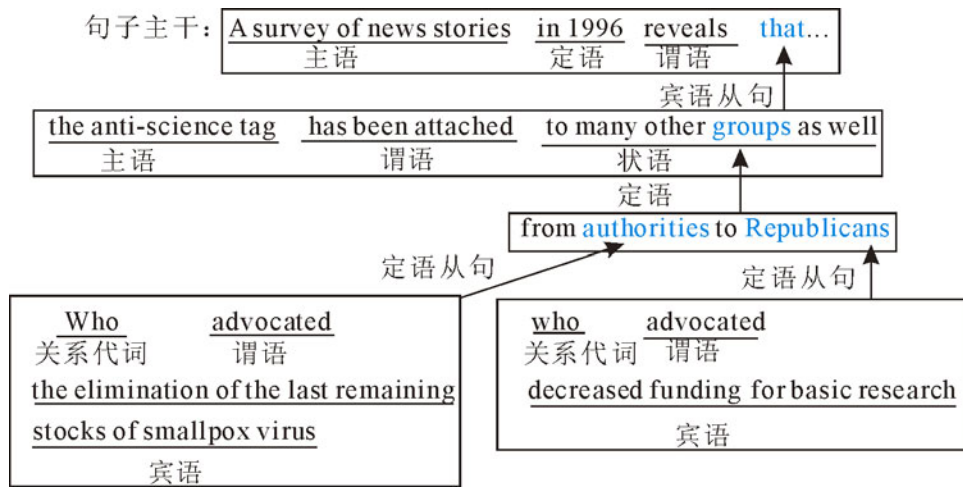 句子主干： A survey of news stories in 1996 reveals that...
主语 定语 谓语
宾语从句
the anti-science tag has been attached to many other groups as well
主语 谓语 状语
定语
from authorities to Republicans
定语从句 定语从句
Who advocated
关系代词 谓语
the elimination of the last remaining
stocks of smallpox virus
宾语
who advocated
关系代词 谓语
decreased funding for basic research
宾语